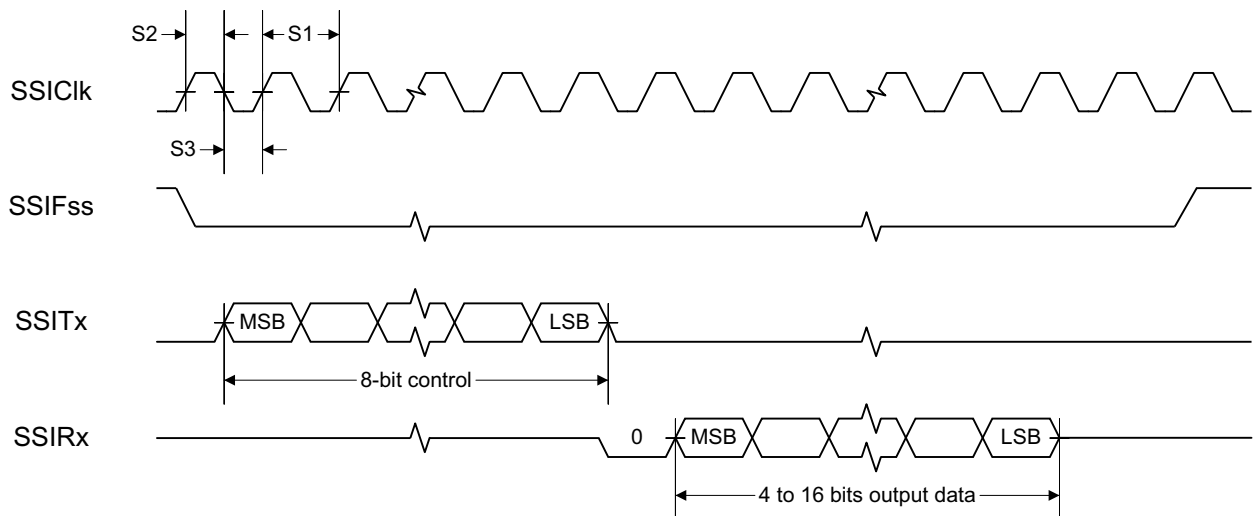 S2
S1
SSIClk
S3
SSIFss
SSITx
MSB
LSB
8-bit control
SSIRx
0
MSB
LSB
4 to 16 bits output data